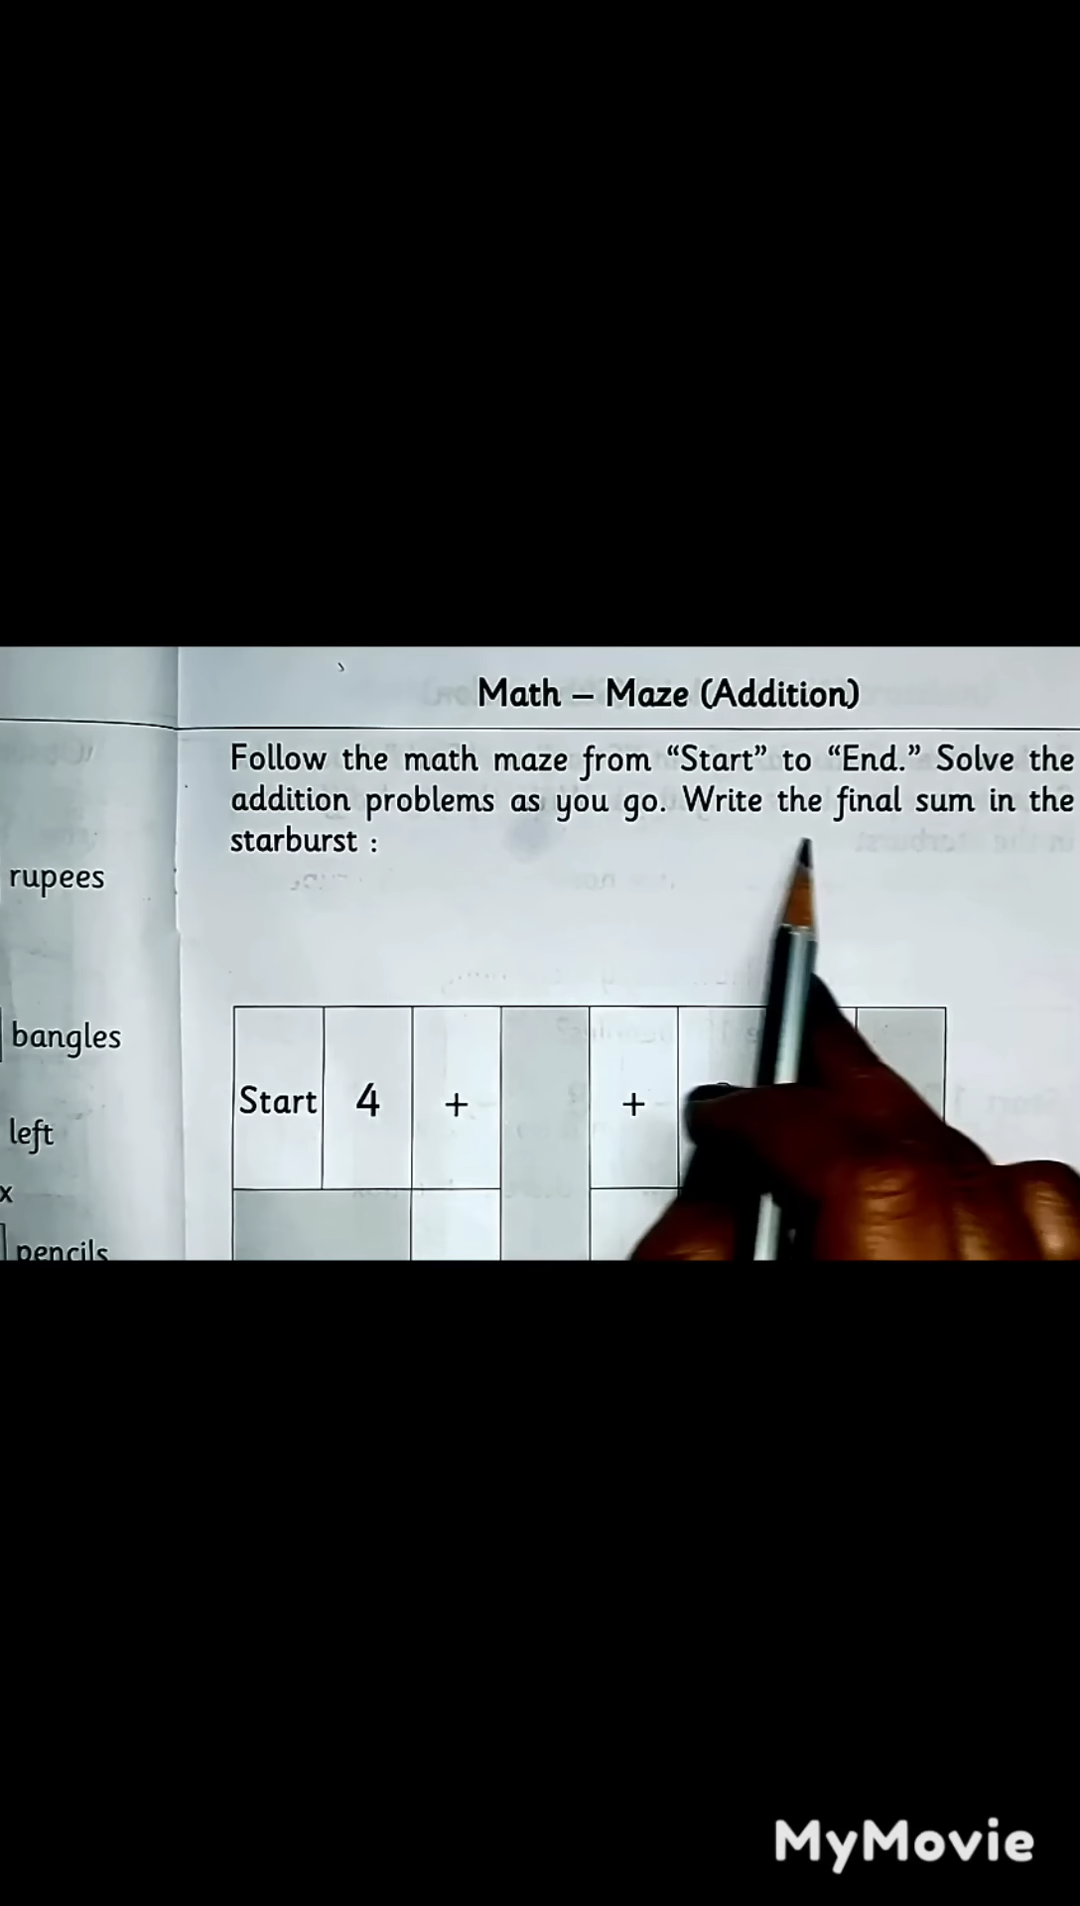 Math – Maze (Addition)
Follow the math maze from “Start” to “End.” Solve the
addition problems as you go. Write the final sum in the
starburst :
rupees
bangles
left
x
pencils
Start 4 + +
MyMovie